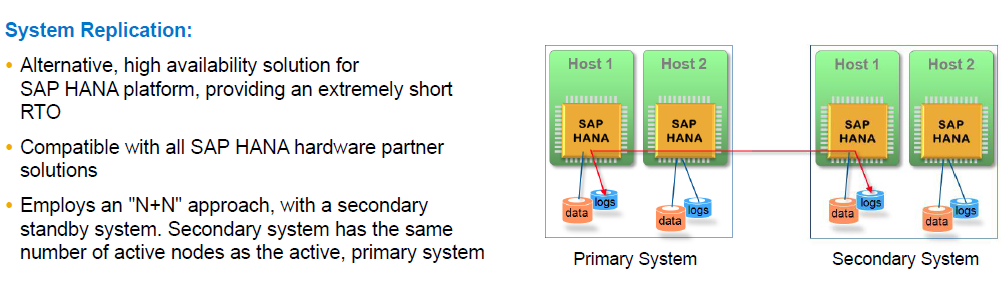 System Replication:
• Alternative, high availability solution for
SAP HANA platform, providing an extremely short
RTO
• Compatible with all SAP HANA hardware partner
solutions
• Employs an "N+N" approach, with a secondary
standby system. Secondary system has the same
number of active nodes as the active, primary system
Host 1
Host 2
SAP
HANA
SAP
HANA
data
logs
data
logs
Primary System
Host 1
Host 2
SAP
HANA
SAP
HANA
data
logs
data
logs
Secondary System